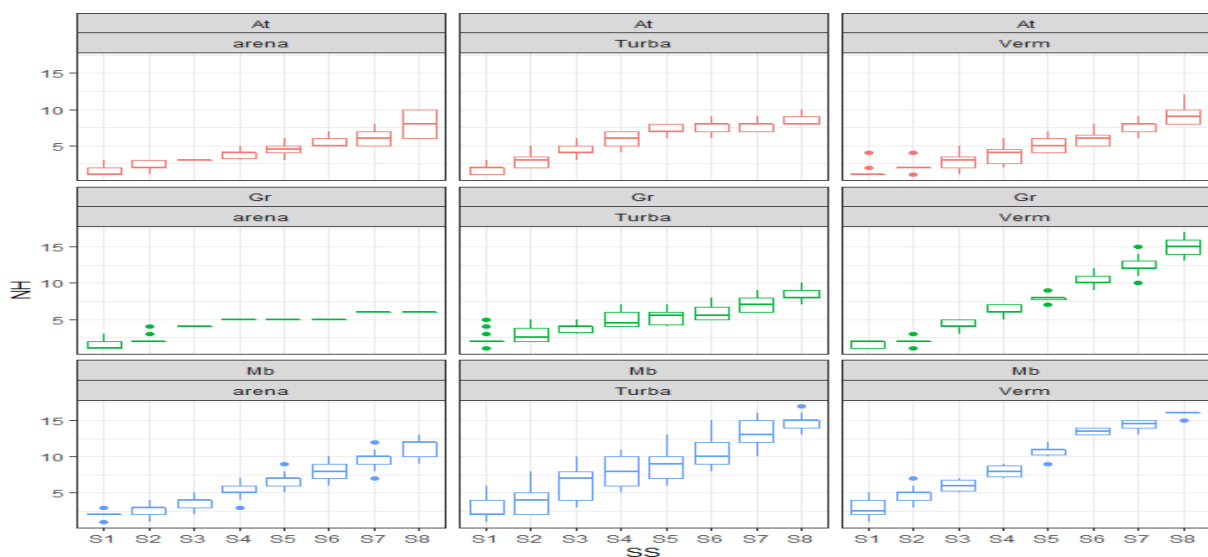 At At At
arena Turba Verm
15
10
5
Gr Gr Gr
arena Turba Verm
15
10
5
NH
Mb Mb Mb
arena Turba Verm
15
10
5
S1 S2 S3 S4 S5 S6 S7 S8 S1 S2 S3 S4 S5 S6 S7 S8 S1 S2 S3 S4 S5 S6 S7 S8
SS